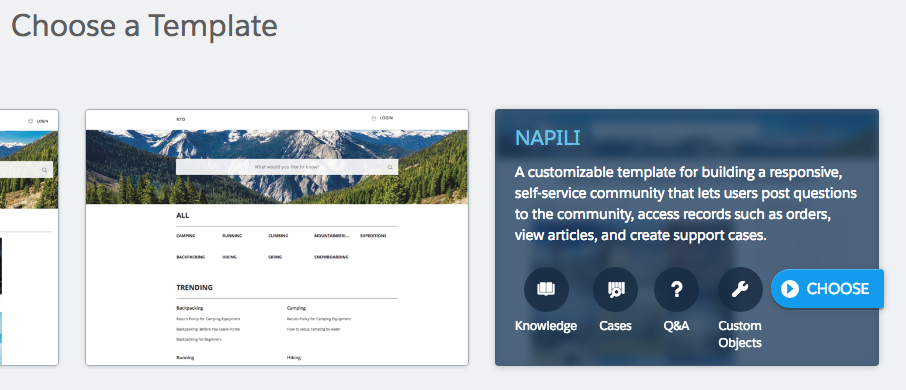 Choose a Template
LOGIN
NTO
LOGIN
What would you like to know?
ALL
CAMPING RUNNING CLIMBING MOUNTAINEERI... EXPEDITIONS
BACKPACKING HIKING SKIING SNOWBOARDING
TRENDING
Backpacking Camping
Return Policy for Camping Equipment Return Policy for Camping Equipment
Backpacking: Before You Leave Home How to setup camping by water
Backpacking for Beginners
Running Hiking
NAPILI
A customizable template for building a responsive,
self-service community that lets users post questions
to the community, access records such as orders,
view articles, and create support cases.
CHOOSE
Knowledge Cases Q&A Custom
Objects